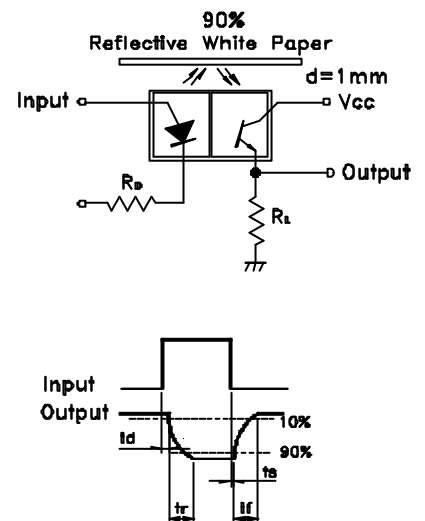 90%
Reflective White Paper
d=1mm
Input
Vcc
Output
RD
RL
Input
Output
10%
td
90%
ts
tr
tf